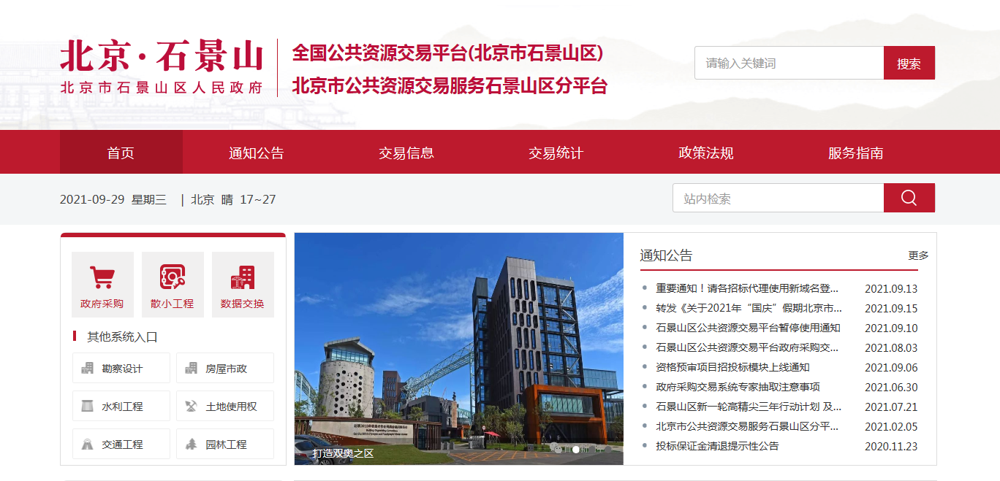 北京·石景山
北京市石景山区人民政府
全国公共资源交易平台(北京市石景山区)
北京市公共资源交易服务石景山区分平台
请输入关键词
搜索
首页 通知公告 交易信息 交易统计 政策法规 服务指南
2021-09-29 星期三 | 北京 晴 17~27
站内检索
政府采购 散小工程 数据交换
其他系统入口
勘察设计 房屋市政
水利工程 土地使用权
交通工程 园林工程
打造双奥之区
通知公告 更多
重要通知！请各招标代理使用新域名登... 2021.09.13
转发《关于2021年“国庆”假期北京市... 2021.09.15
石景山区公共资源交易平台暂停使用通知 2021.09.10
石景山区公共资源交易平台政府采购交... 2021.08.03
资格预审项目招投标模块上线通知 2021.09.06
政府采购交易系统专家抽取注意事项 2021.06.30
石景山区新一轮高精尖三年行动计划 及... 2021.07.21
北京市公共资源交易服务石景山区分平... 2021.02.05
投标保证金清退提示性公告 2020.11.23